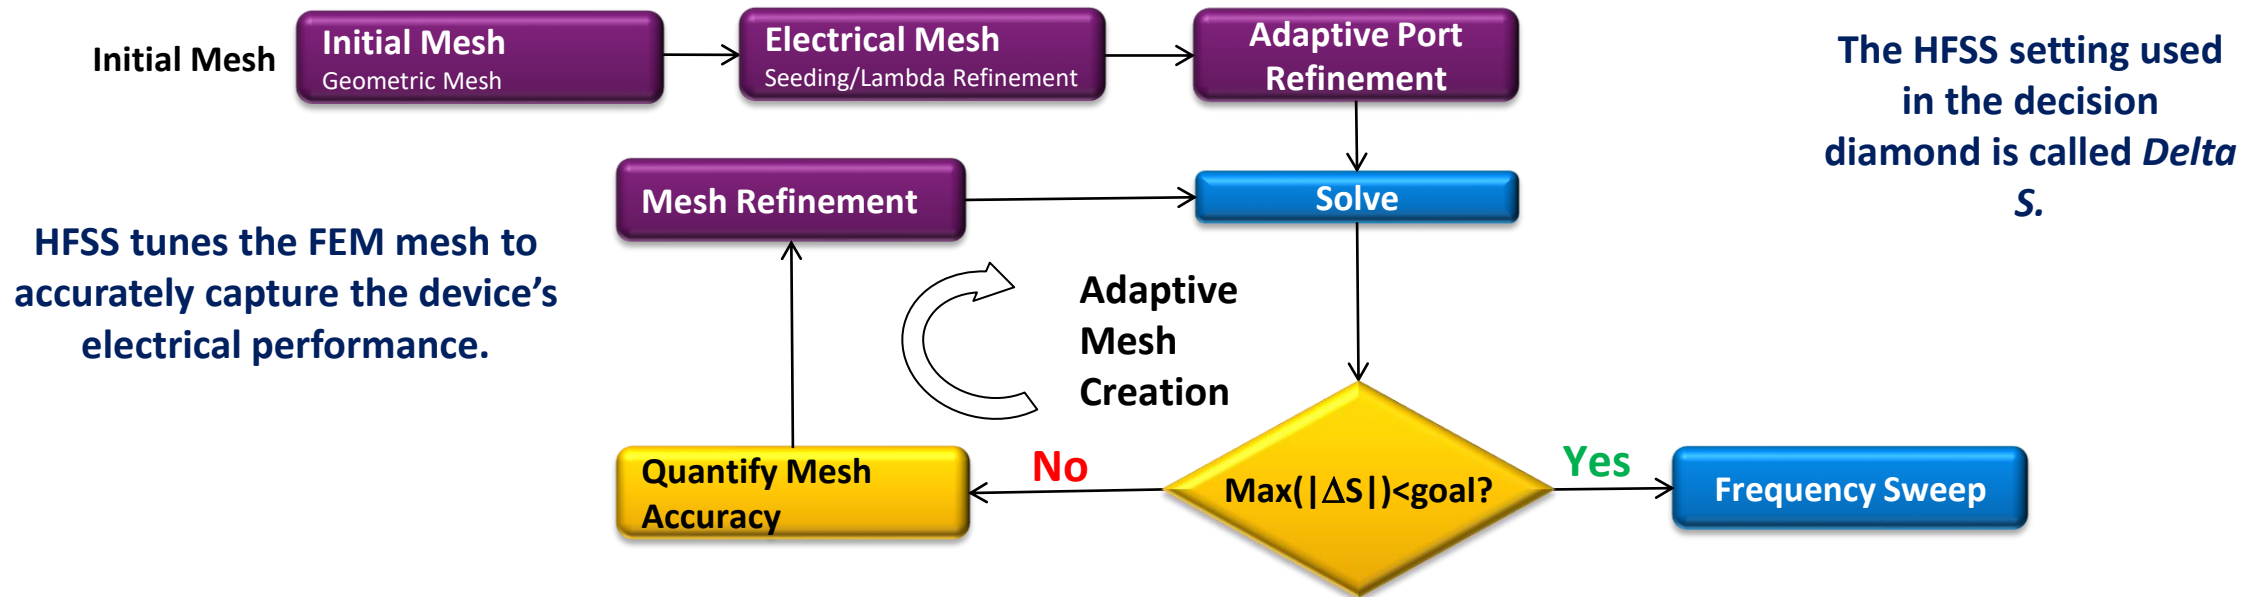 Initial Mesh
Initial Mesh
Geometric Mesh
Electrical Mesh
Seeding/Lambda Refinement
Adaptive Port
Refinement
The HFSS setting used
in the decision
diamond is called Delta
S.
Mesh Refinement
Solve
HFSS tunes the FEM mesh to
accurately capture the device’s
electrical performance.
Adaptive
Mesh
Creation
Quantify Mesh
Accuracy
No
Max(|ΔS|)<goal?
Yes
Frequency Sweep